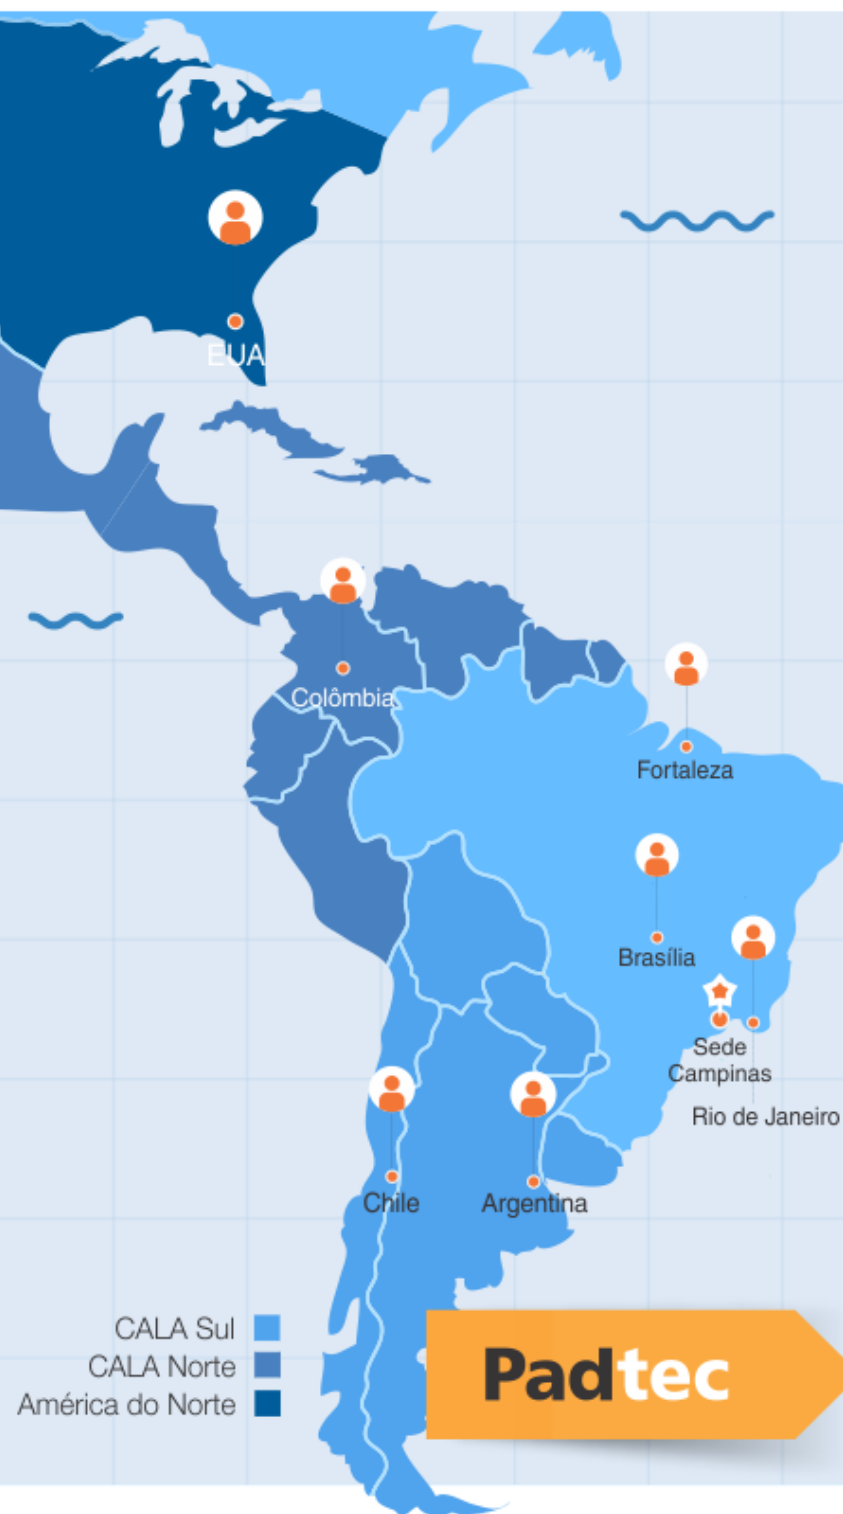 EUA
Colômbia
Fortaleza
Brasília
Sede
Campinas
Rio de Janeiro
Chile
Argentina
CALA Sul
CALA Norte
América do Norte
Padtec